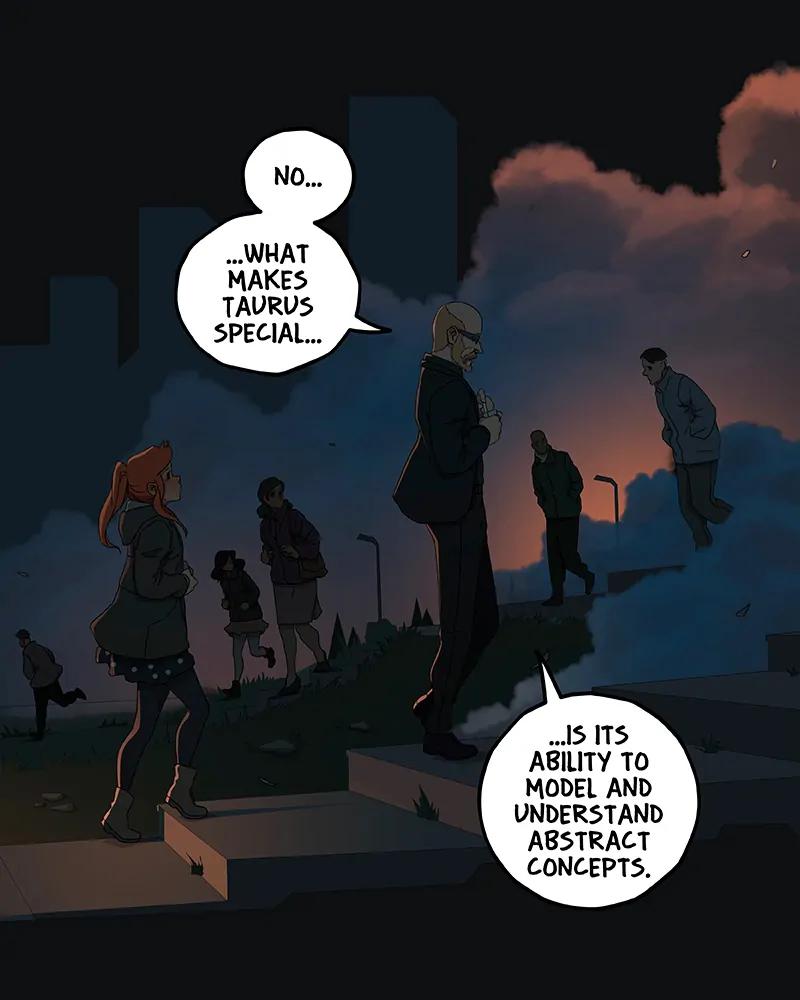 NO...
...WHAT
MAKES
TAURUS
SPECIAL...
...IS ITS
ABILITY TO
MODEL AND
UNDERSTAND
ABSTRACT
CONCEPTS.